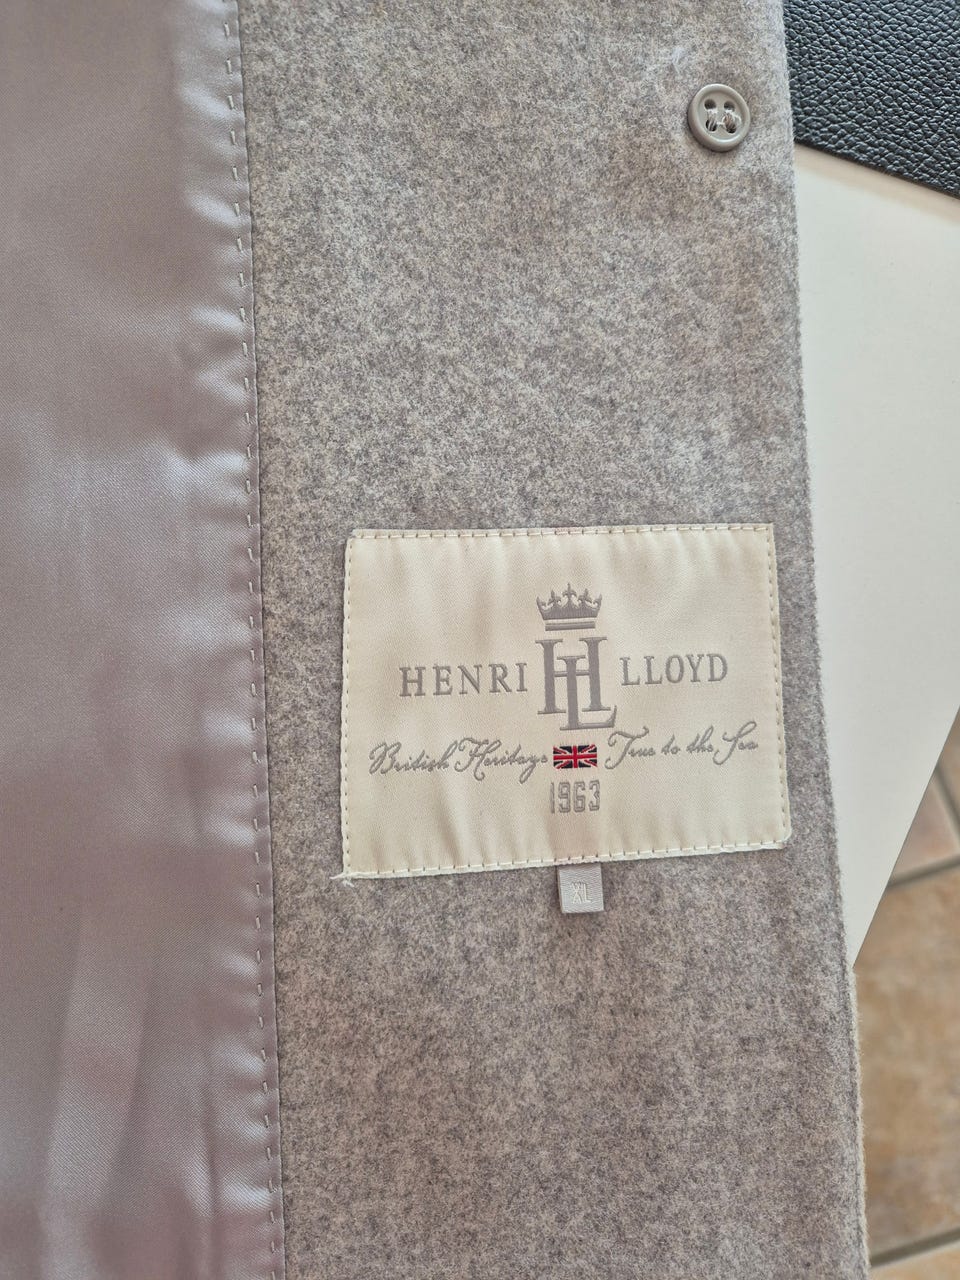 HENRI HL LLOYD
British Heritage True to the Sea
1963
XL